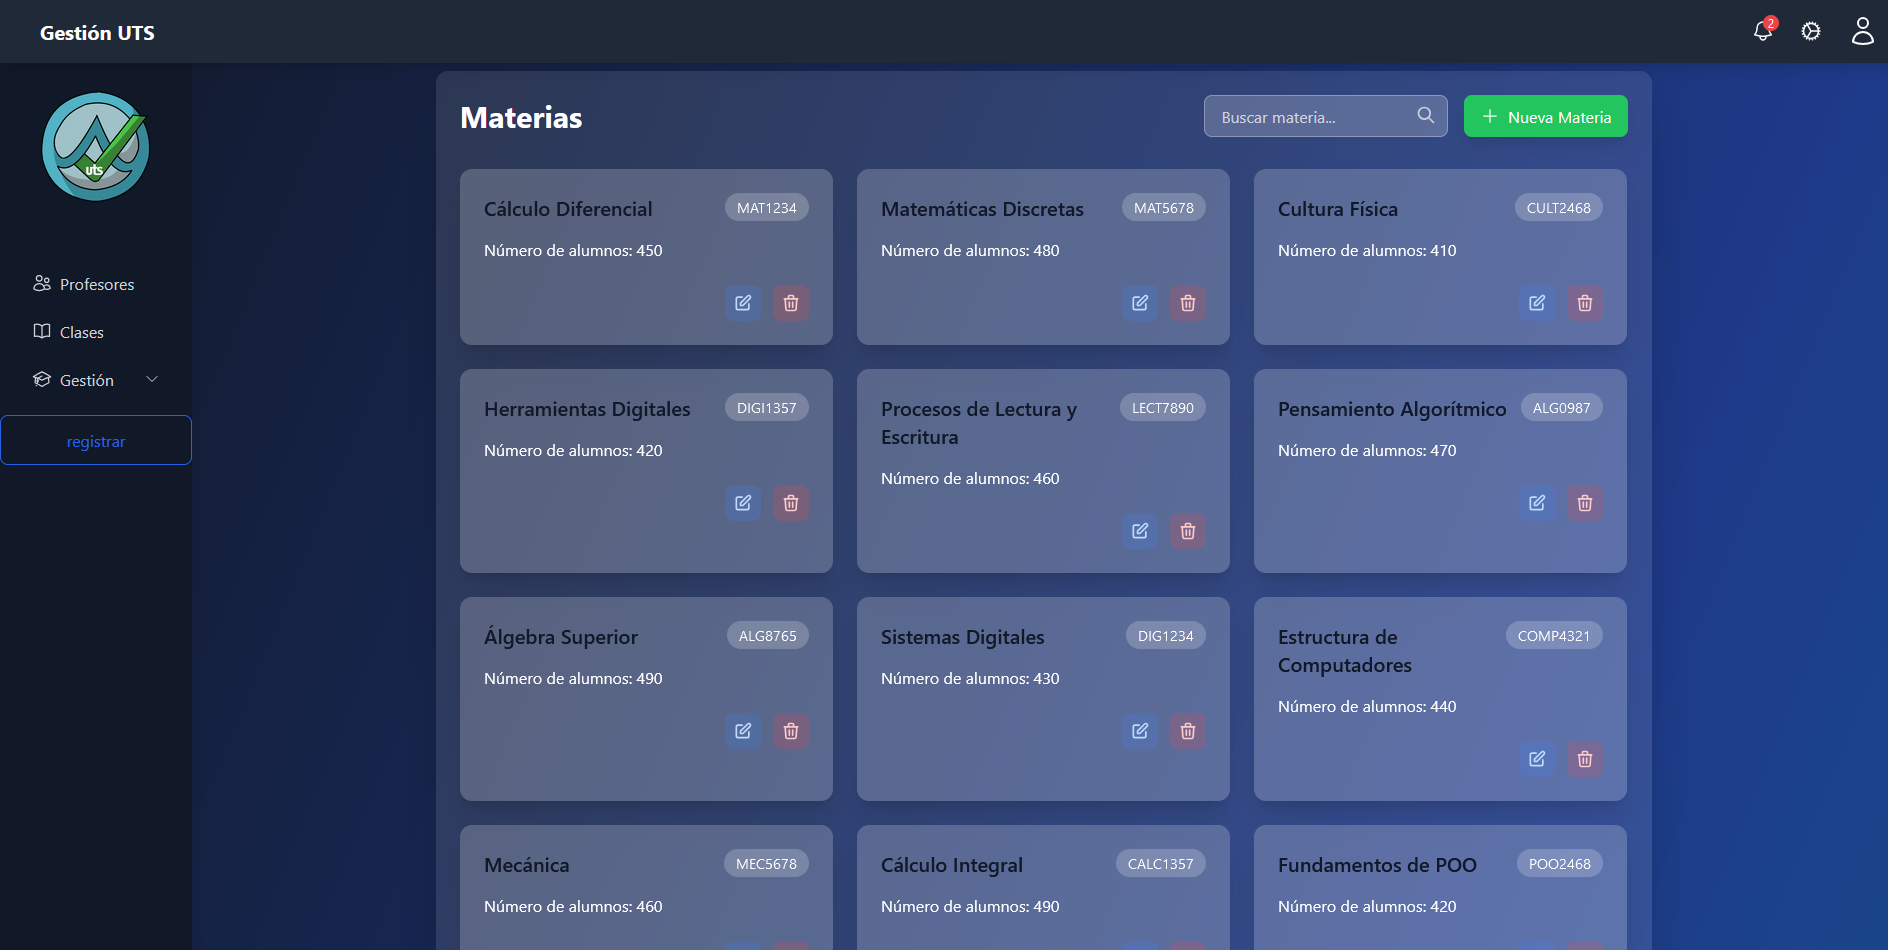 Gestión UTS
2
uts
Profesores
Clases
Gestión
registrar
Materias
Buscar materia...
Nueva Materia
Cálculo Diferencial
MAT1234
Número de alumnos: 450
Matemáticas Discretas
MAT5678
Número de alumnos: 480
Cultura Física
CULT2468
Número de alumnos: 410
Herramientas Digitales
DIGI1357
Número de alumnos: 420
Procesos de Lectura y
Escritura
LECT7890
Número de alumnos: 460
Pensamiento Algorítmico
ALG0987
Número de alumnos: 470
Álgebra Superior
ALG8765
Número de alumnos: 490
Sistemas Digitales
DIG1234
Número de alumnos: 430
Estructura de
Computadores
COMP4321
Número de alumnos: 440
Mecánica
MEC5678
Número de alumnos: 460
Cálculo Integral
CALC1357
Número de alumnos: 490
Fundamentos de POO
POO2468
Número de alumnos: 420